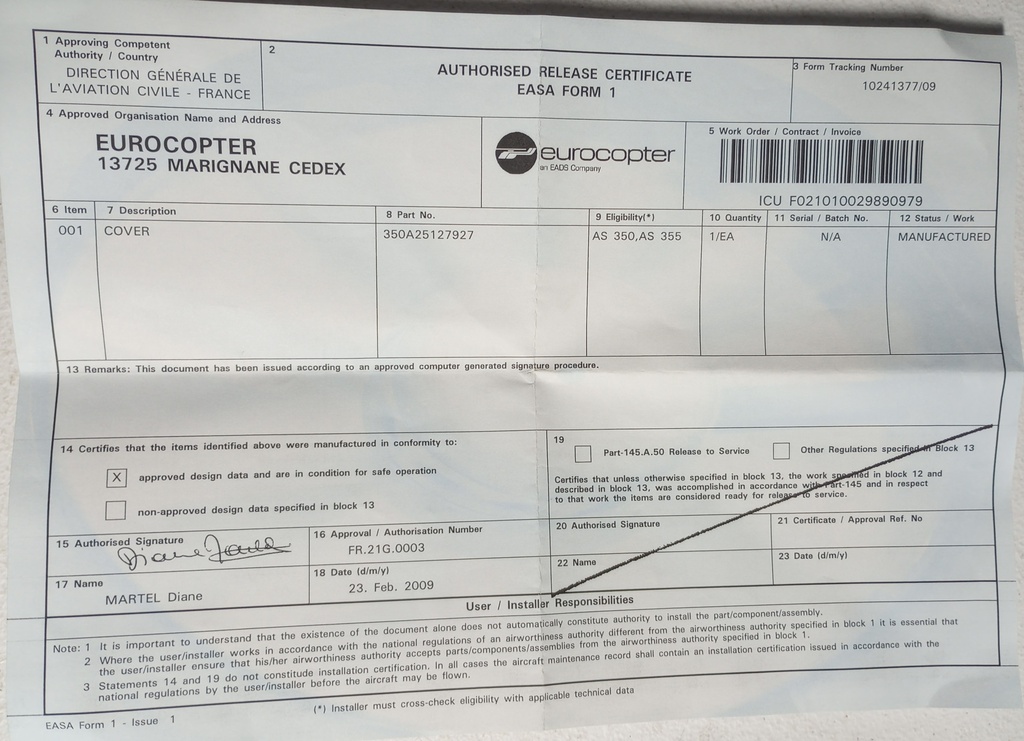 1 Approving Competent
Authority / Country
DIRECTION GÉNÉRALE DE
L'AVIATION CIVILE - FRANCE
2
AUTHORISED RELEASE CERTIFICATE
EASA FORM 1
3 Form Tracking Number
10241377/09
4 Approved Organisation Name and Address
EUROCOPTER
13725 MARIGNANE CEDEX
eurocopter
an EADS Company
5 Work Order / Contract / Invoice
ICU F021010029890979
6 Item 7 Description 8 Part No. 9 Eligibility(*) 10 Quantity 11 Serial / Batch No. 12 Status / Work
001 COVER 350A25127927 AS 350,AS 355 1/EA N/A MANUFACTURED
13 Remarks: This document has been issued according to an approved computer generated signature procedure.
14 Certifies that the items identified above were manufactured in conformity to:
X approved design data and are in condition for safe operation
non-approved design data specified in block 13
19
Part-145.A.50 Release to Service Other Regulations specified in Block 13
Certifies that unless otherwise specified in block 13, the work specified in block 12 and
described in block 13, was accomplished in accordance with Part-145 and in respect
to that work the items are considered ready for release to service.
15 Authorised Signature
16 Approval / Authorisation Number
FR.21G.0003
20 Authorised Signature
21 Certificate / Approval Ref. No
17 Name
MARTEL Diane
18 Date (d/m/y)
23. Feb. 2009
22 Name
23 Date (d/m/y)
User / Installer Responsibilities
Note: 1 It is important to understand that the existence of the document alone does not automatically constitute authority to install the part/component/assembly.
2 Where the user/installer works in accordance with the national regulations of an airworthiness authority different from the airworthiness authority specified in block 1 it is essential that
the user/installer ensure that his/her airworthiness authority accepts parts/components/assemblies from the airworthiness authority specified in block 1.
3 Statements 14 and 19 do not constitute installation certification. In all cases the aircraft maintenance record shall contain an installation certification issued in accordance with the
national regulations by the user/installer before the aircraft may be flown.
(*) Installer must cross-check eligibility with applicable technical data
EASA Form 1 - Issue 1